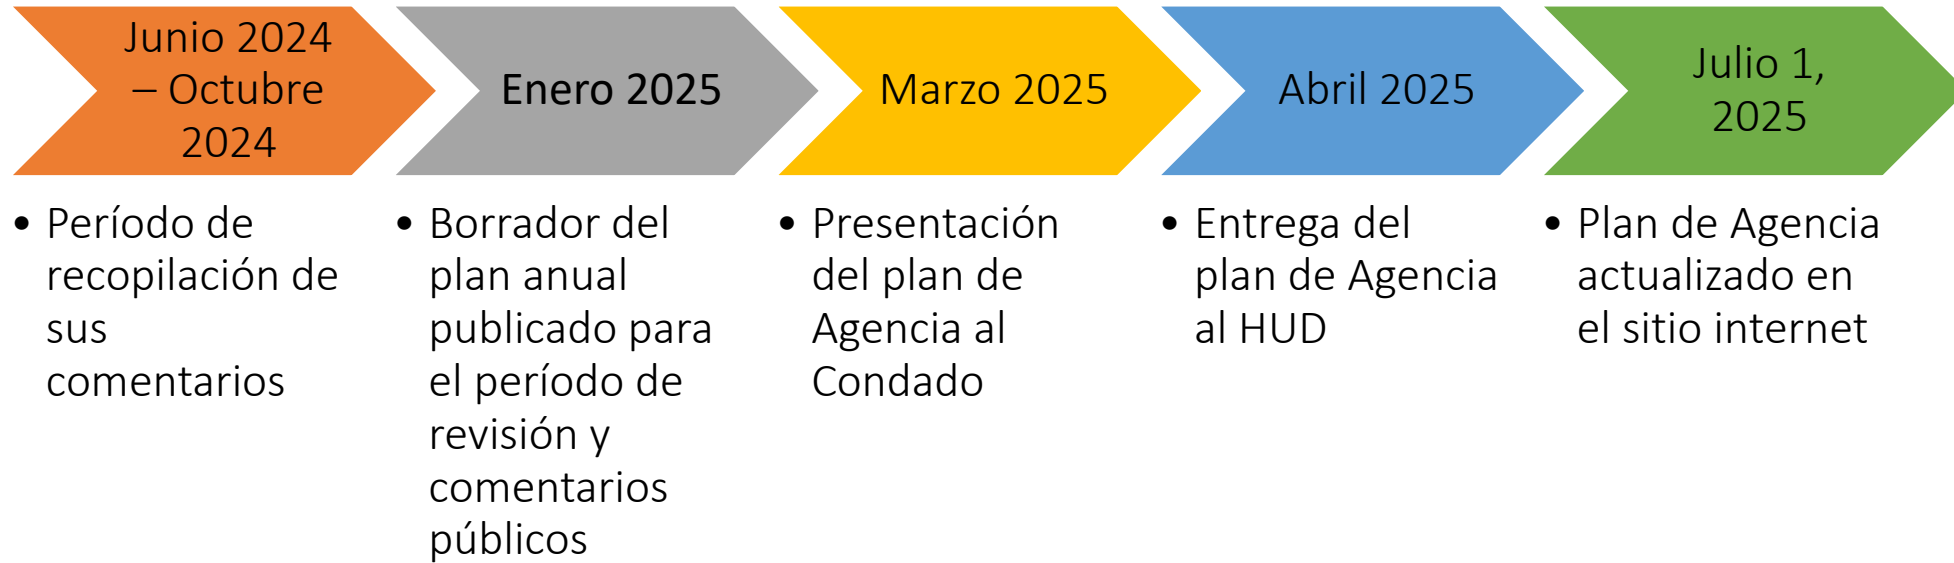 Junio 2024
– Octubre
2024
Enero 2025
Marzo 2025
Abril 2025
Julio 1,
2025
• Período de
recopilación de
sus
comentarios
• Borrador del
plan anual
publicado para
el período de
revisión y
comentarios
públicos
• Presentación
del plan de
Agencia al
Condado
• Entrega del
plan de Agencia
al HUD
• Plan de Agencia
actualizado en
el sitio internet